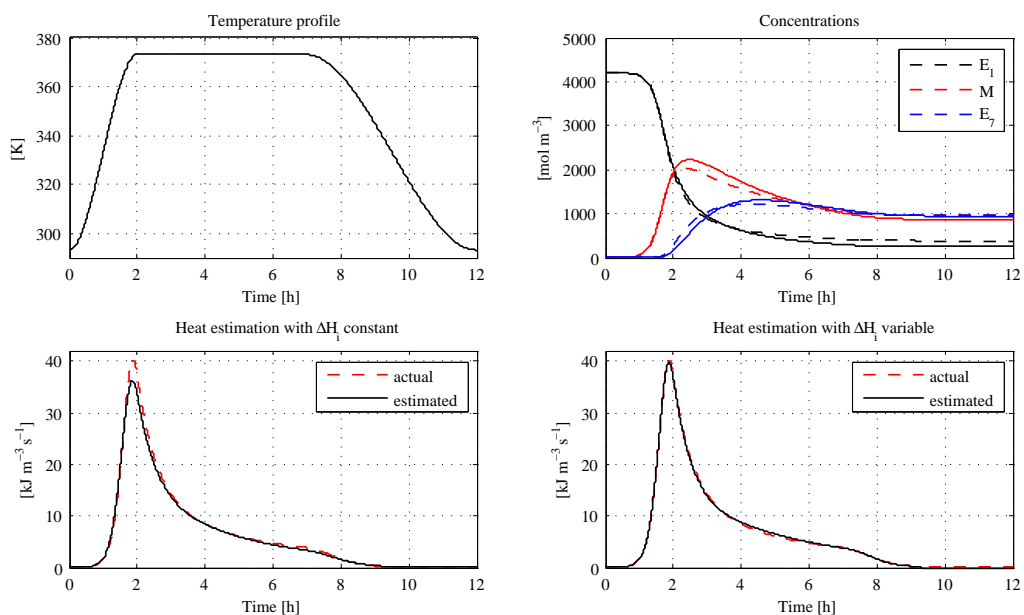 Temperature profile
380
360
340
320
300
[K]
0 2 4 6 8 10 12
Time [h]
Concentrations
5000
4000
3000
2000
1000
0
[mol m⁻³]
E₁
M
E₇
0 2 4 6 8 10 12
Time [h]
Heat estimation with ΔHᵢ constant
40
30
20
10
0
[kJ m⁻³ s⁻¹]
actual
estimated
0 2 4 6 8 10 12
Time [h]
Heat estimation with ΔHᵢ variable
40
30
20
10
0
[kJ m⁻³ s⁻¹]
actual
estimated
0 2 4 6 8 10 12
Time [h]